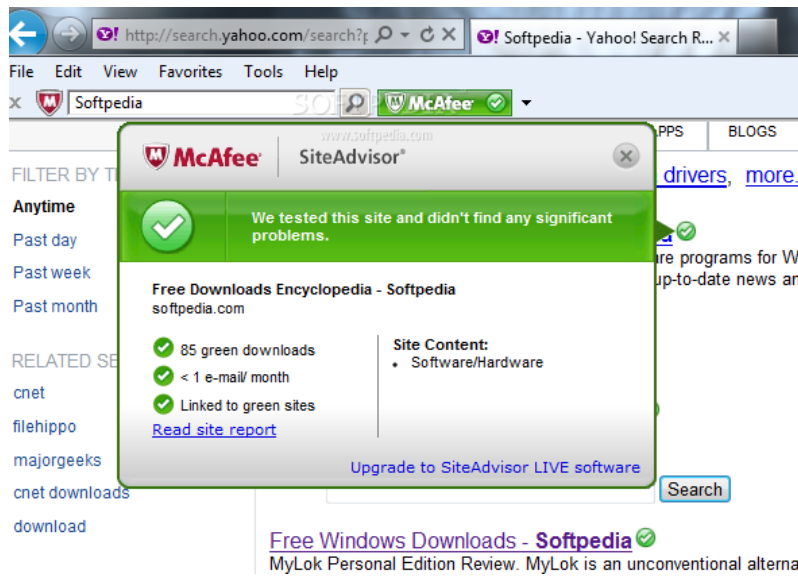 http://search.yahoo.com/search?p
Softpedia - Yahoo! Search R...
File Edit View Favorites Tools Help
Softpedia
McAfee
SOFTPEDIA
www.softpedia.com
APPS BLOGS
McAfee SiteAdvisor®
FILTER BY
drivers, more.
We tested this site and didn't find any significant
problems.
Anytime
Past day
Past week
Past month
are programs for W
up-to-date news an
Free Downloads Encyclopedia - Softpedia
softpedia.com
85 green downloads
< 1 e-mail/ month
Linked to green sites
Read site report
Site Content:
• Software/Hardware
RELATED SE
cnet
filehippo
majorgeeks
cnet downloads
download
Upgrade to SiteAdvisor LIVE software
Search
Free Windows Downloads - Softpedia
MyLok Personal Edition Review. MyLok is an unconventional alterna